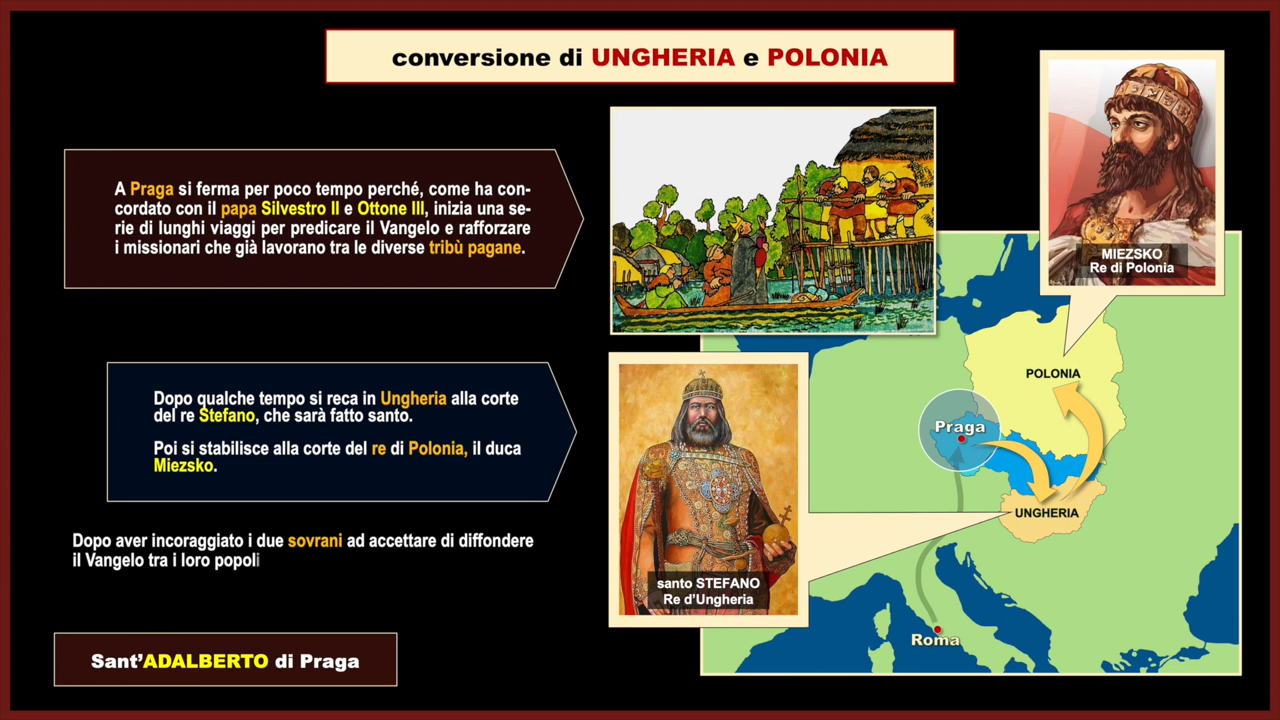 conversione di UNGHERIA e POLONIA
A Praga si ferma per poco tempo perché, come ha con-
cordato con il papa Silvestro II e Ottone III, inizia una se-
rie di lunghi viaggi per predicare il Vangelo e rafforzare
i missionari che già lavorano tra le diverse tribù pagane.
MIEZSKO
Re di Polonia
Dopo qualche tempo si reca in Ungheria alla corte
del re Stefano, che sarà fatto santo.
Poi si stabilisce alla corte del re di Polonia, il duca
Miezsko.
POLONIA
Praga
UNGHERIA
Dopo aver incoraggiato i due sovrani ad accettare di diffondere
il Vangelo tra i loro popoli
santo STEFANO
Re d'Ungheria
Roma
Sant'ADALBERTO di Praga